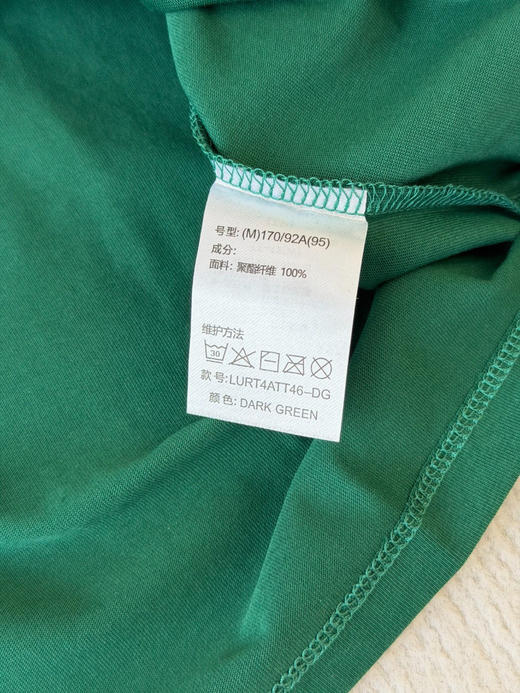 号型: (M)170/92A(95)
成分:
面料: 聚酯纤维 100%
维护方法
30
款号:LURT4ATT46-DG
颜色: DARK GREEN